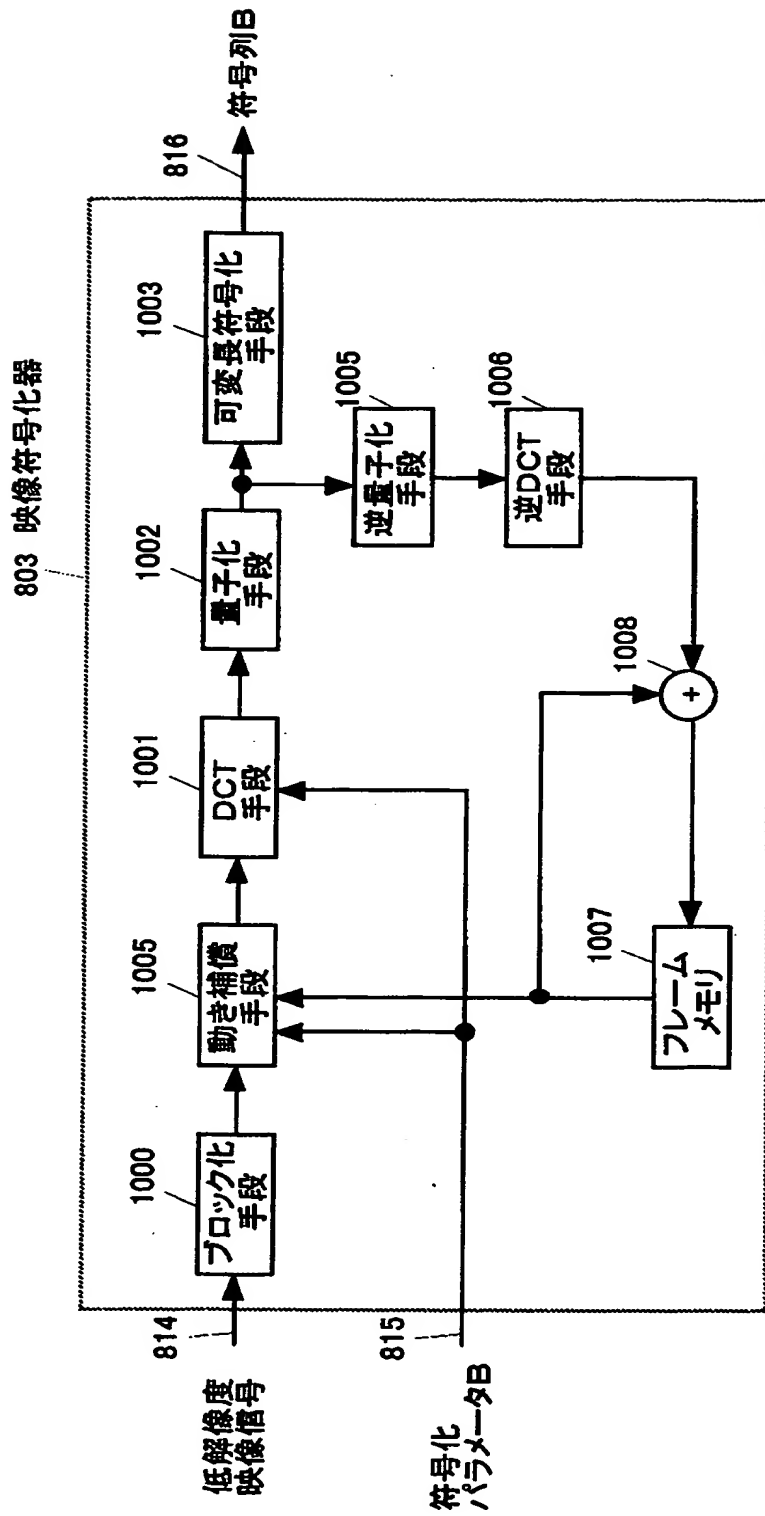 803 映像符号化器
814
低解像度
映像信号
1000
ブロック化
手段
1005
動き補償
手段
1001
DCT
手段
1002
量子化
手段
1003
可変長符号化
手段
816
符号列B
1005
逆量子化
手段
1006
逆DCT
手段
1008
+
1007
フレーム
メモリ
815
符号化
パラメータB